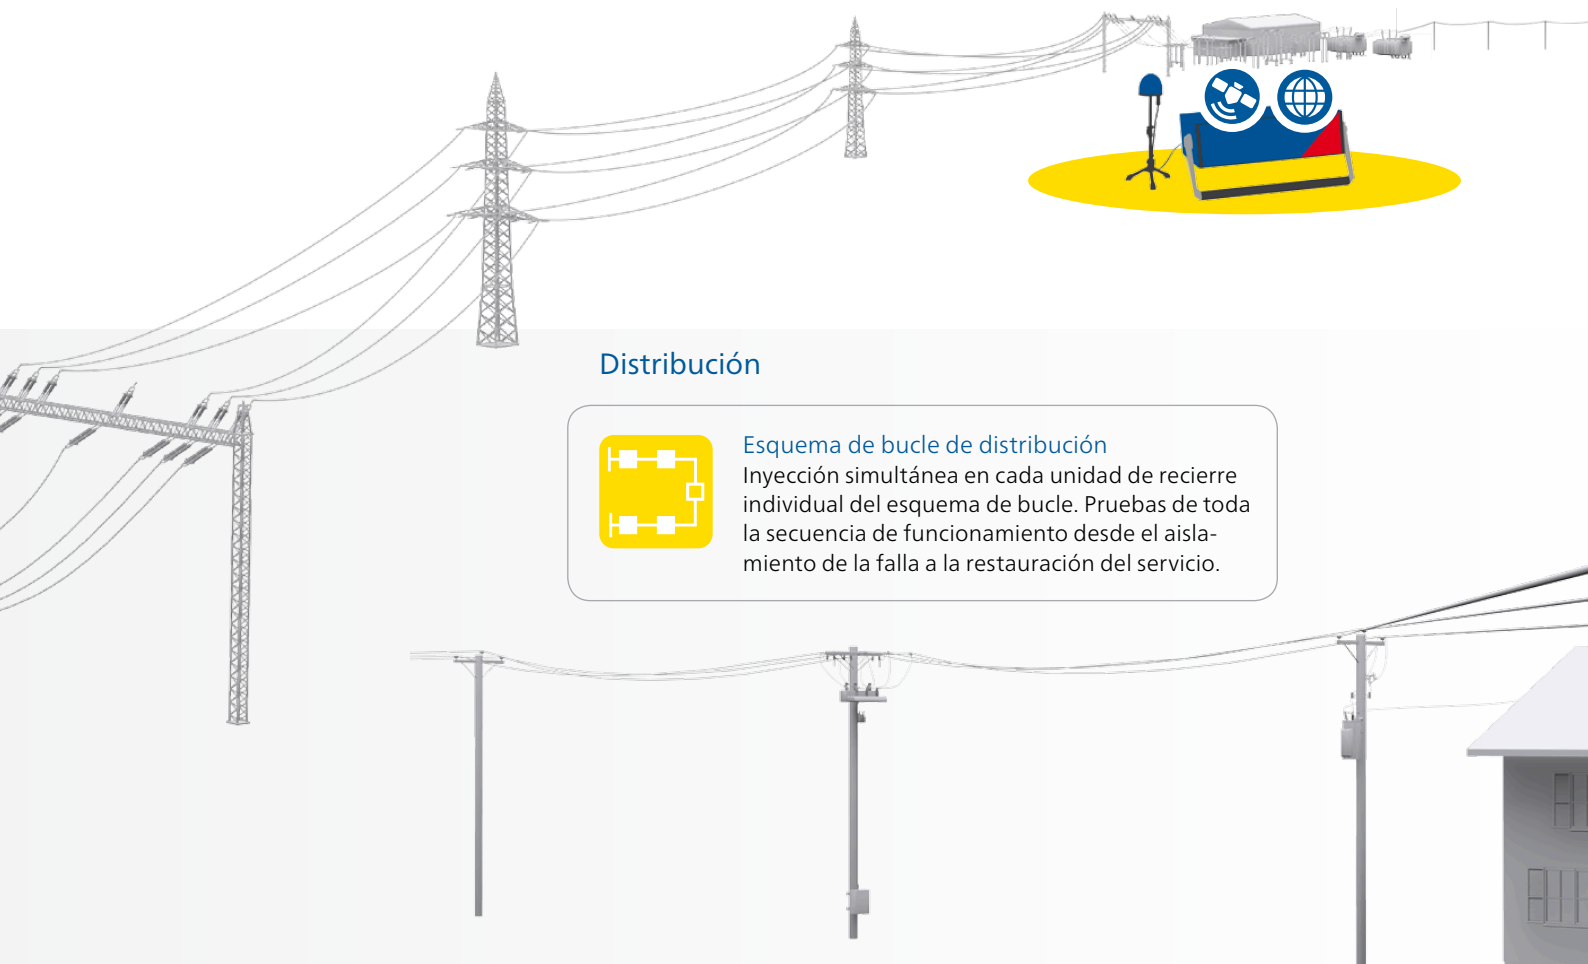 Distribución
Esquema de bucle de distribución
Inyección simultánea en cada unidad de recierre
individual del esquema de bucle. Pruebas de toda
la secuencia de funcionamiento desde el aisla-
miento de la falla a la restauración del servicio.